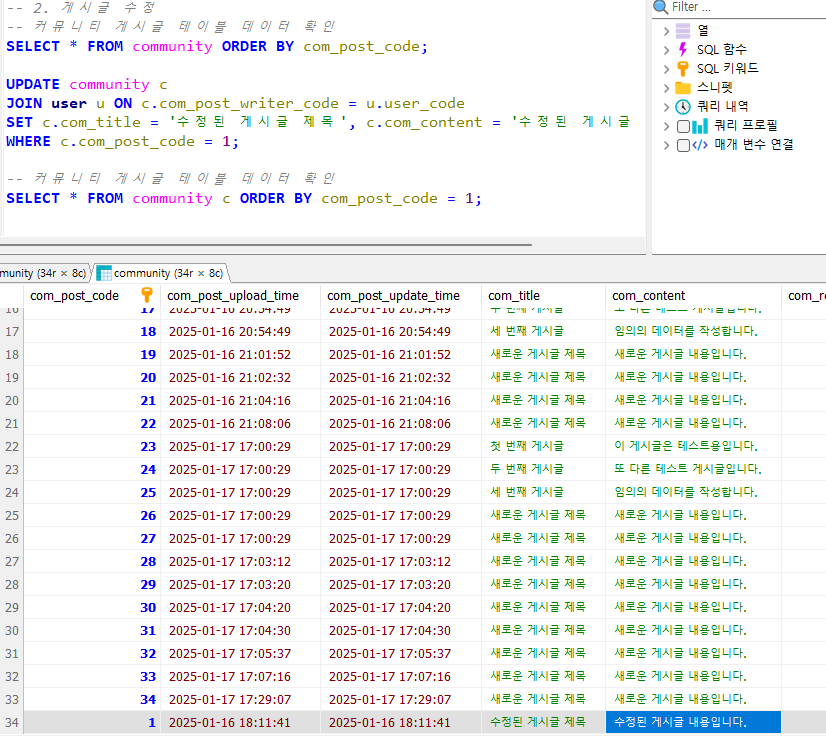 -- 2. 게시글 수정
-- 커뮤니티 게시글 테이블 데이터 확인
SELECT * FROM community ORDER BY com_post_code;
UPDATE community c
JOIN user u ON c.com_post_writer_code = u.user_code
SET c.com_title = '수정된 게시글 제목', c.com_content = '수정된 게시글
WHERE c.com_post_code = 1;
-- 커뮤니티 게시글 테이블 데이터 확인
SELECT * FROM community c ORDER BY com_post_code = 1;
Filter ...
열
SQL 함수
SQL 키워드
스니펫
쿼리 내역
쿼리 프로필
매개 변수 연결
munity (34r × 8c) community (34r × 8c)
com_post_code com_post_upload_time com_post_update_time com_title com_content com_r
16 17 2025-01-16 20:54:49 2025-01-16 20:54:49 두 번째 게시글 또 다른 테스트 게시글입니다.
17 18 2025-01-16 20:54:49 2025-01-16 20:54:49 세 번째 게시글 임의의 데이터를 작성합니다.
18 19 2025-01-16 21:01:52 2025-01-16 21:01:52 새로운 게시글 제목 새로운 게시글 내용입니다.
19 20 2025-01-16 21:02:32 2025-01-16 21:02:32 새로운 게시글 제목 새로운 게시글 내용입니다.
20 21 2025-01-16 21:04:16 2025-01-16 21:04:16 새로운 게시글 제목 새로운 게시글 내용입니다.
21 22 2025-01-16 21:08:06 2025-01-16 21:08:06 새로운 게시글 제목 새로운 게시글 내용입니다.
22 23 2025-01-17 17:00:29 2025-01-17 17:00:29 첫 번째 게시글 이 게시글은 테스트용입니다.
23 24 2025-01-17 17:00:29 2025-01-17 17:00:29 두 번째 게시글 또 다른 테스트 게시글입니다.
24 25 2025-01-17 17:00:29 2025-01-17 17:00:29 세 번째 게시글 임의의 데이터를 작성합니다.
25 26 2025-01-17 17:00:29 2025-01-17 17:00:29 새로운 게시글 제목 새로운 게시글 내용입니다.
26 27 2025-01-17 17:00:29 2025-01-17 17:00:29 새로운 게시글 제목 새로운 게시글 내용입니다.
27 28 2025-01-17 17:03:12 2025-01-17 17:03:12 새로운 게시글 제목 새로운 게시글 내용입니다.
28 29 2025-01-17 17:03:20 2025-01-17 17:03:20 새로운 게시글 제목 새로운 게시글 내용입니다.
29 30 2025-01-17 17:04:20 2025-01-17 17:04:20 새로운 게시글 제목 새로운 게시글 내용입니다.
30 31 2025-01-17 17:04:30 2025-01-17 17:04:30 새로운 게시글 제목 새로운 게시글 내용입니다.
31 32 2025-01-17 17:05:37 2025-01-17 17:05:37 새로운 게시글 제목 새로운 게시글 내용입니다.
32 33 2025-01-17 17:07:16 2025-01-17 17:07:16 새로운 게시글 제목 새로운 게시글 내용입니다.
33 34 2025-01-17 17:29:07 2025-01-17 17:29:07 새로운 게시글 제목 새로운 게시글 내용입니다.
34 1 2025-01-16 18:11:41 2025-01-16 18:11:41 수정된 게시글 제목 수정된 게시글 내용입니다.